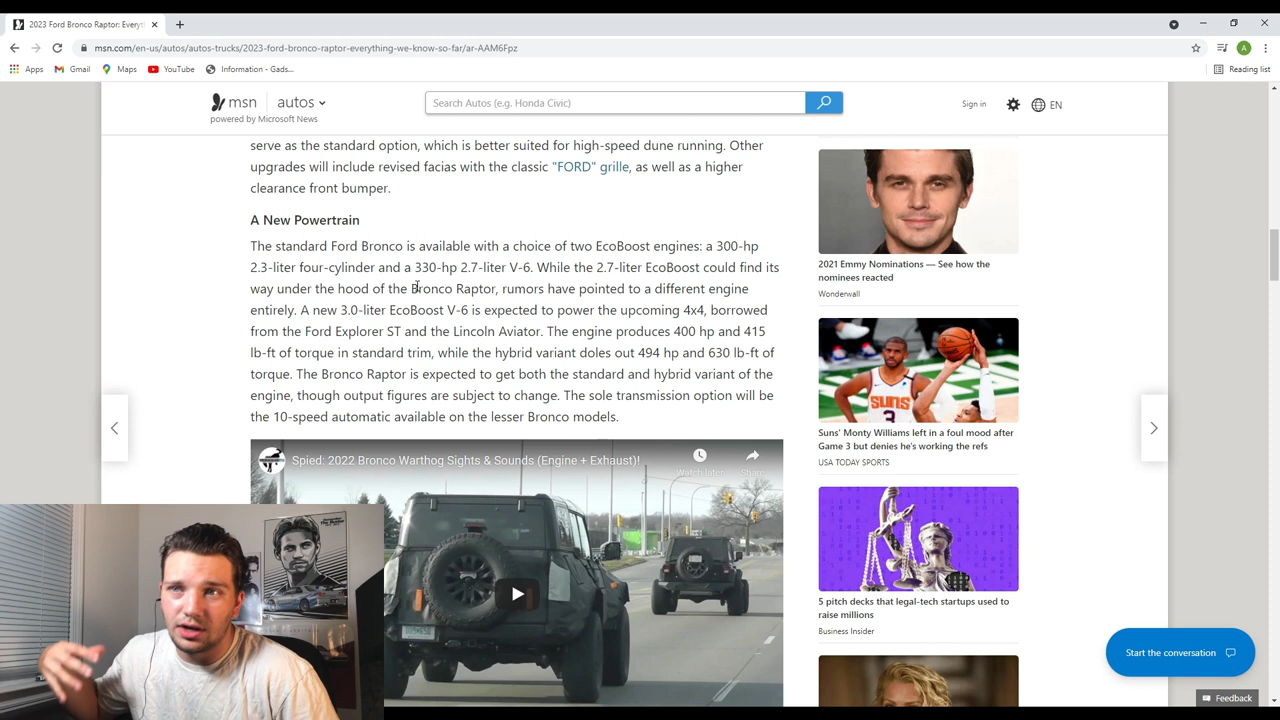 2023 Ford Bronco Raptor: Everyt
msn.com/en-us/autos/autos-trucks/2023-ford-bronco-raptor-everything-we-know-so-far/ar-AAM6Fpz
Apps
Gmail
Maps
YouTube
Information - Gads...
Reading list
A
msn
autos
powered by Microsoft News
Search Autos (e.g. Honda Civic)
Sign in
EN
serve as the standard option, which is better suited for high-speed dune running. Other
upgrades will include revised facias with the classic "FORD" grille, as well as a higher
clearance front bumper.
A New Powertrain
The standard Ford Bronco is available with a choice of two EcoBoost engines: a 300-hp
2.3-liter four-cylinder and a 330-hp 2.7-liter V-6. While the 2.7-liter EcoBoost could find its
way under the hood of the Bronco Raptor, rumors have pointed to a different engine
entirely. A new 3.0-liter EcoBoost V-6 is expected to power the upcoming 4x4, borrowed
from the Ford Explorer ST and the Lincoln Aviator. The engine produces 400 hp and 415
lb-ft of torque in standard trim, while the hybrid variant doles out 494 hp and 630 lb-ft of
torque. The Bronco Raptor is expected to get both the standard and hybrid variant of the
engine, though output figures are subject to change. The sole transmission option will be
the 10-speed automatic available on the lesser Bronco models.
Spied: 2022 Bronco Warthog Sights & Sounds (Engine + Exhaust)!
Watch later
Share
2021 Emmy Nominations — See how the
nominees reacted
Wonderwall
SUNS
3
Suns' Monty Williams left in a foul mood after
Game 3 but denies he's working the refs
USA TODAY SPORTS
5 pitch decks that legal-tech startups used to
raise millions
Business Insider
Start the conversation
Feedback